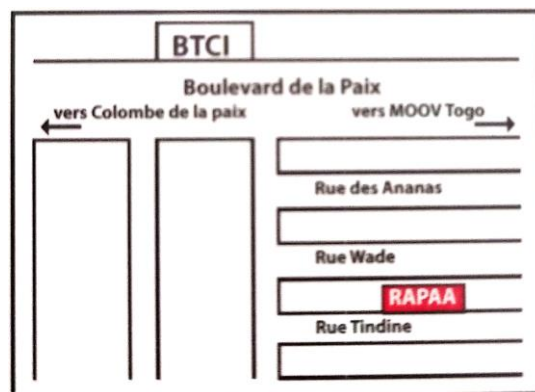 BTCI
Boulevard de la Paix
vers Colombe de la paix
vers MOOV Togo
Rue des Ananas
Rue Wade
RAPAA
Rue Tindine